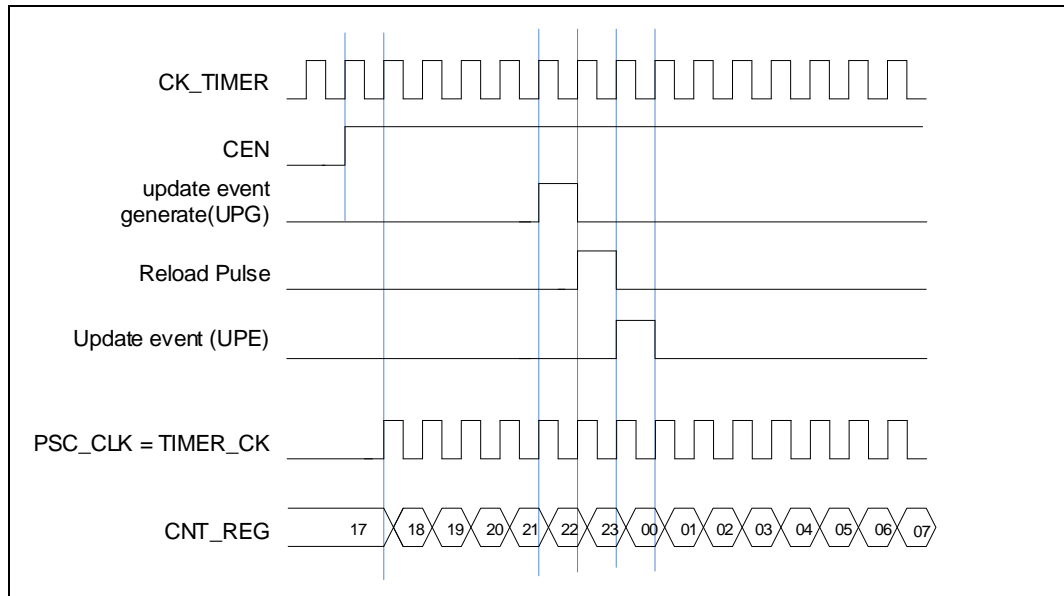 CK_TIMER
CEN
update event
generate(UPG)
Reload Pulse
Update event (UPE)
PSC_CLK = TIMER_CK
CNT_REG
17 18 19 20 21 22 23 00 01 02 03 04 05 06 07